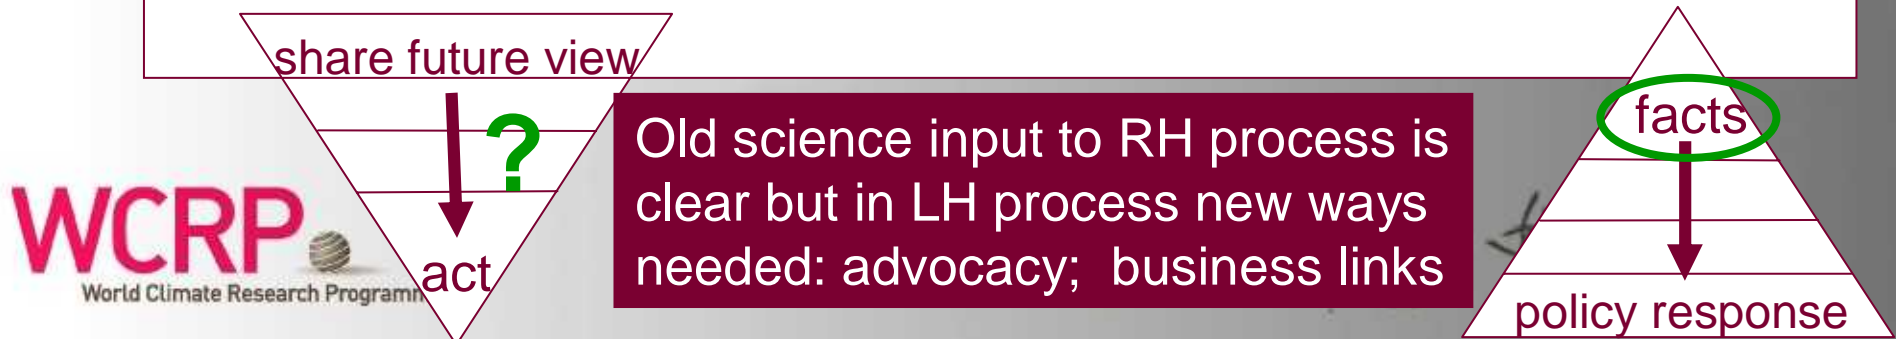 share future view
?
act
WCRP
World Climate Research Programm
Old science input to RH process is
clear but in LH process new ways
needed: advocacy; business links
facts
policy response